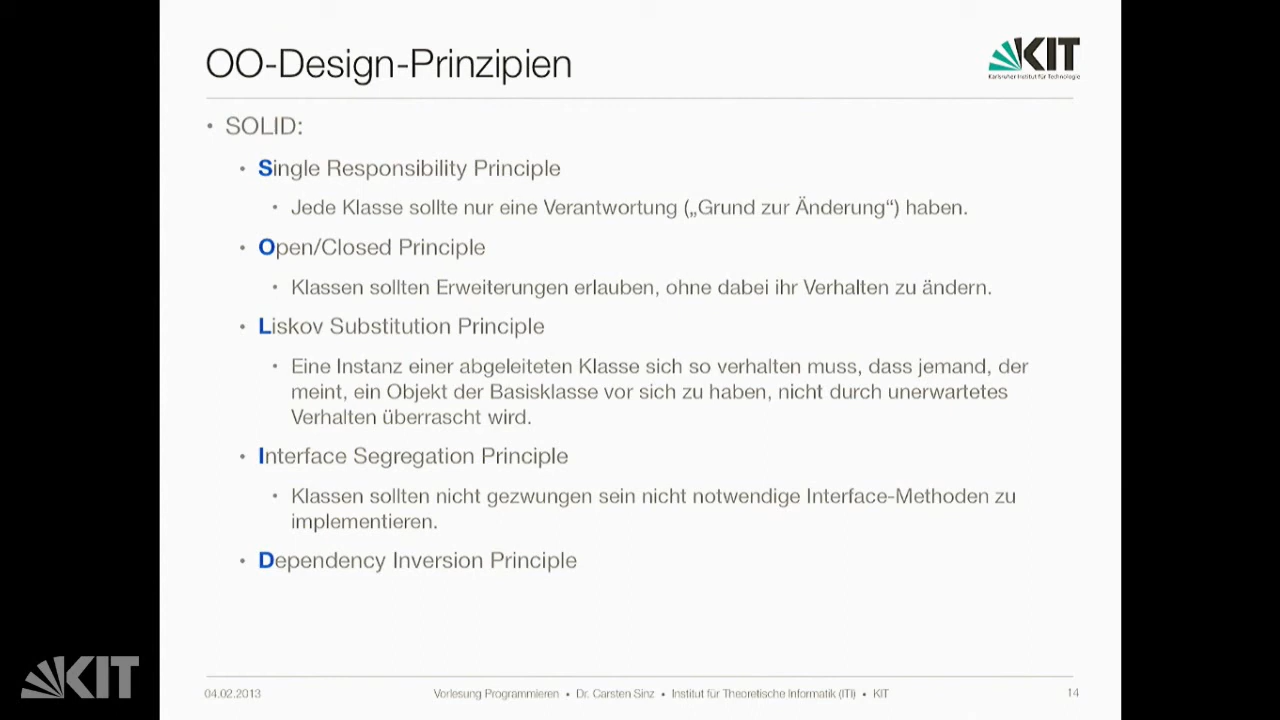 OO-Design-Prinzipien
KIT
Karlsruher Institut für Technologie
• SOLID:
• Single Responsibility Principle
• Jede Klasse sollte nur eine Verantwortung („Grund zur Änderung“) haben.
• Open/Closed Principle
• Klassen sollten Erweiterungen erlauben, ohne dabei ihr Verhalten zu ändern.
• Liskov Substitution Principle
• Eine Instanz einer abgeleiteten Klasse sich so verhalten muss, dass jemand, der
meint, ein Objekt der Basisklasse vor sich zu haben, nicht durch unerwartetes
Verhalten überrascht wird.
• Interface Segregation Principle
• Klassen sollten nicht gezwungen sein nicht notwendige Interface-Methoden zu
implementieren.
• Dependency Inversion Principle
KIT
04.02.2013
Vorlesung Programmieren • Dr. Carsten Sinz • Institut für Theoretische Informatik (ITI) • KIT
14